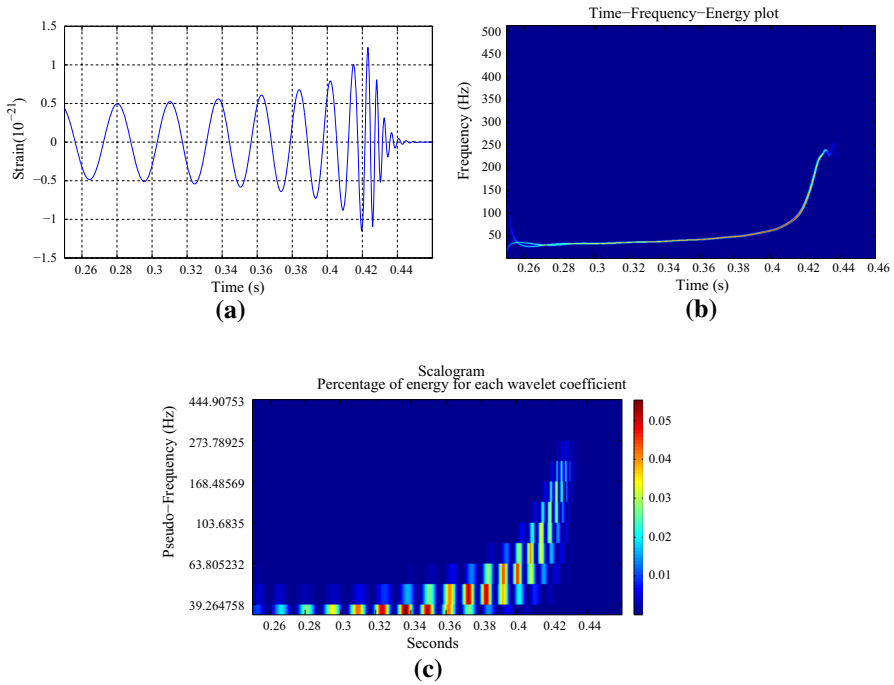 1.5
1
0.5
0
−0.5
−1
−1.5
Strain(10⁻²¹)
0.26 0.28 0.3 0.32 0.34 0.36 0.38 0.4 0.42 0.44
Time (s)
(a)
Time−Frequency−Energy plot
500
450
400
350
300
250
200
150
100
50
Frequency (Hz)
0.26 0.28 0.3 0.32 0.34 0.36 0.38 0.4 0.42 0.44 0.46
Time (s)
(b)
Scalogram
Percentage of energy for each wavelet coefficient
444.90753
273.78925
168.48569
103.6835
63.805232
39.264758
Pseudo−Frequency (Hz)
0.26 0.28 0.3 0.32 0.34 0.36 0.38 0.4 0.42 0.44
Seconds
0.05
0.04
0.03
0.02
0.01
(c)